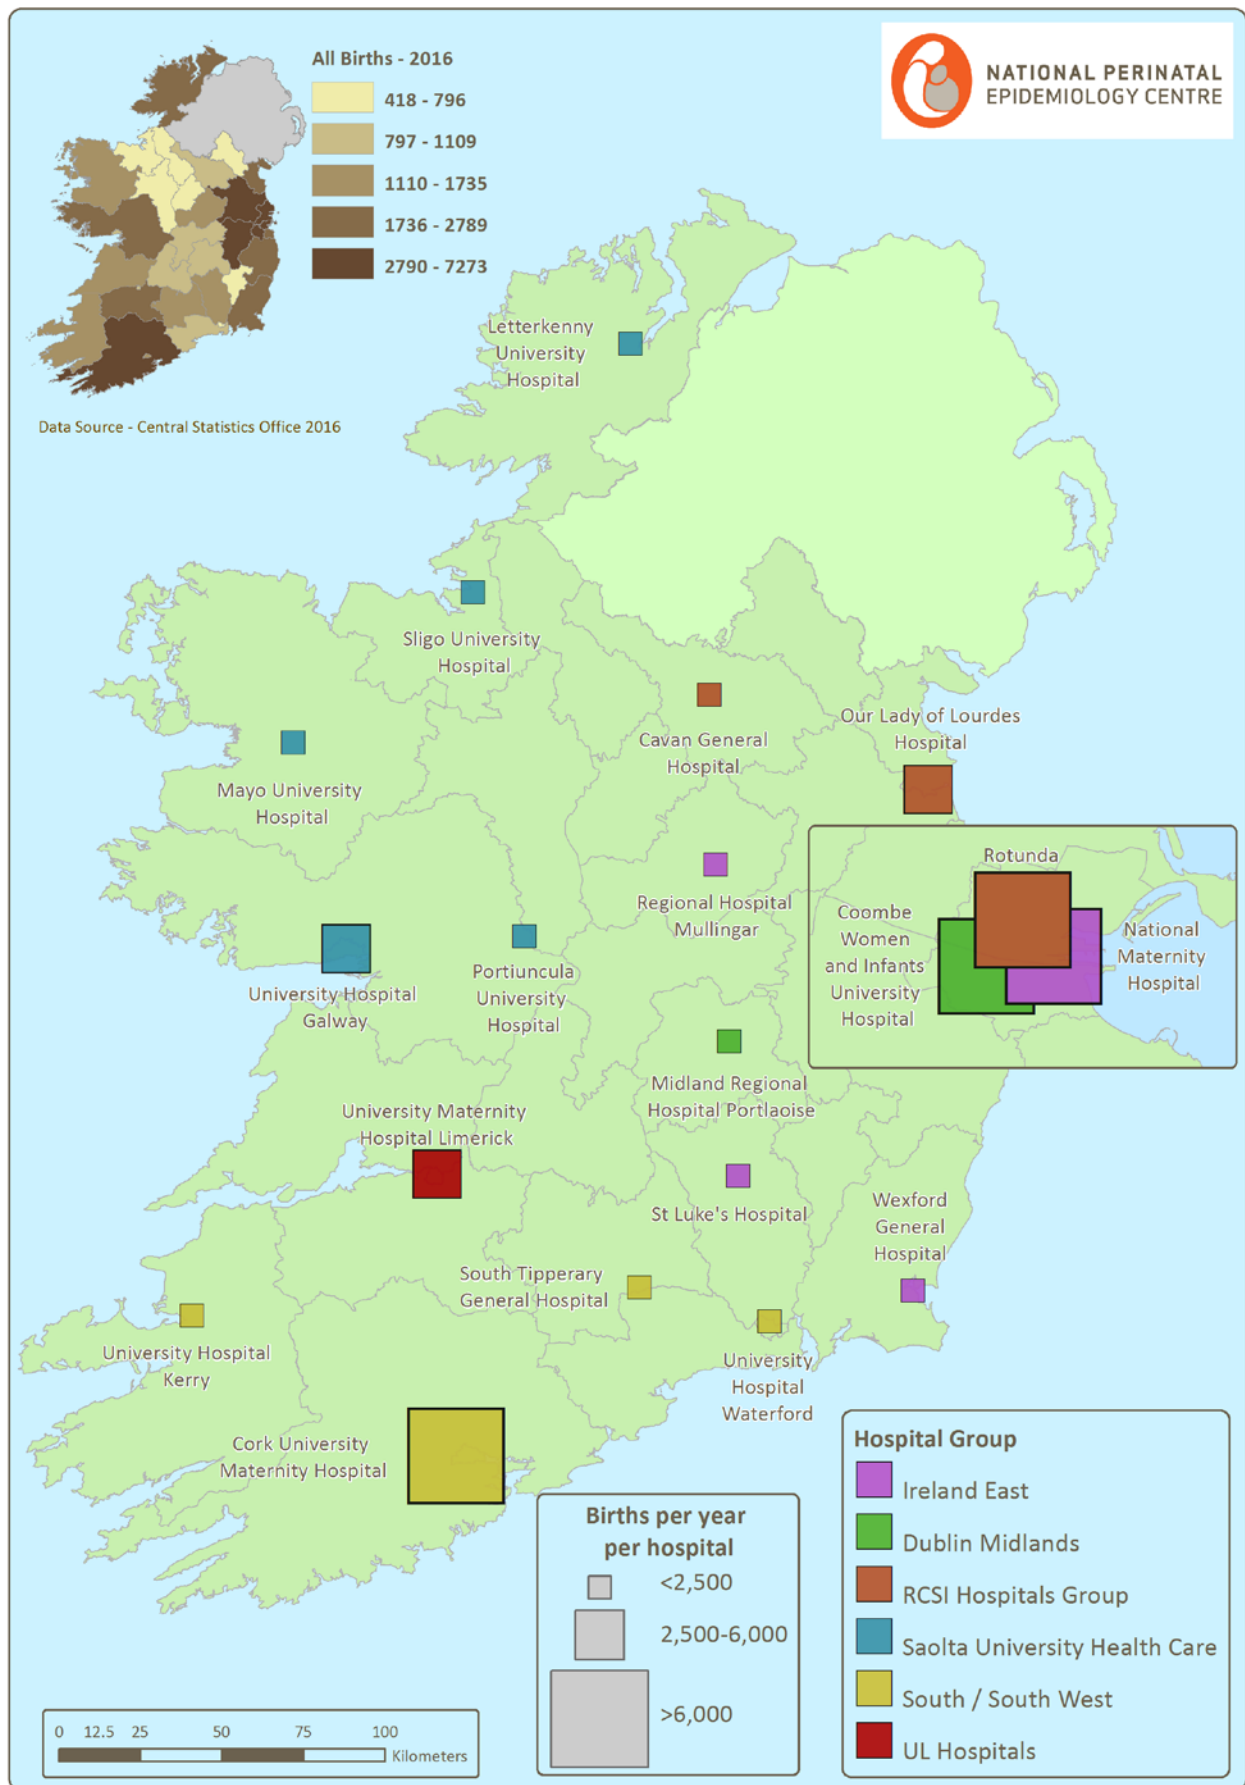 All Births - 2016
418 - 796
797 - 1109
1110 - 1735
1736 - 2789
2790 - 7273
Data Source - Central Statistics Office 2016
NATIONAL PERINATAL
EPIDEMIOLOGY CENTRE
Letterkenny
University
Hospital
Sligo University
Hospital
Cavan General
Hospital
Our Lady of Lourdes
Hospital
Mayo University
Hospital
Regional Hospital
Mullingar
Rotunda
Coombe
Women
and Infants
University
Hospital
National
Maternity
Hospital
University Hospital
Galway
Portiuncula
University
Hospital
Midland Regional
Hospital Portlaoise
University Maternity
Hospital Limerick
St Luke's Hospital
Wexford
General
Hospital
South Tipperary
General Hospital
University Hospital
Kerry
University
Hospital
Waterford
Cork University
Maternity Hospital
Births per year
per hospital
<2,500
2,500-6,000
>6,000
Hospital Group
Ireland East
Dublin Midlands
RCSI Hospitals Group
Saolta University Health Care
South / South West
UL Hospitals
0 12.5 25 50 75 100
Kilometers